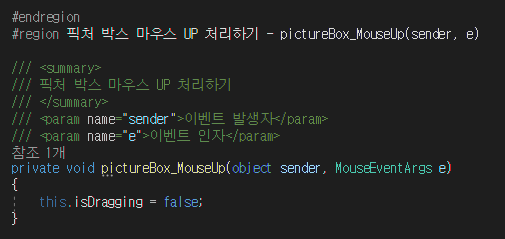 #endregion
#region 픽쳐 박스 마우스 UP 처리하기 - pictureBox_MouseUp(sender, e)
/// <summary>
/// 픽쳐 박스 마우스 UP 처리하기
/// </summary>
/// <param name="sender">이벤트 발생자</param>
/// <param name="e">이벤트 인자</param>
참조 1개
private void pictureBox_MouseUp(object sender, MouseEventArgs e)
{
this.isDragging = false;
}